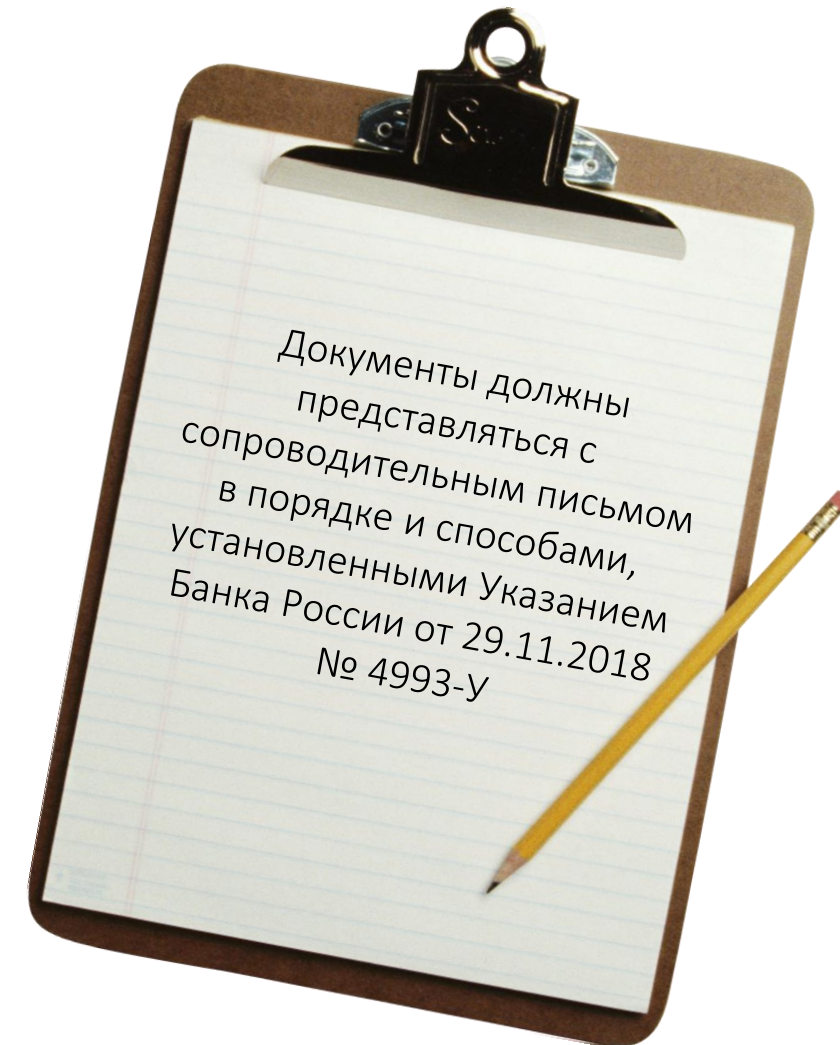 Документы должны
представляться с
сопроводительным письмом
в порядке и способами,
установленными Указанием
Банка России от 29.11.2018
№ 4993-У